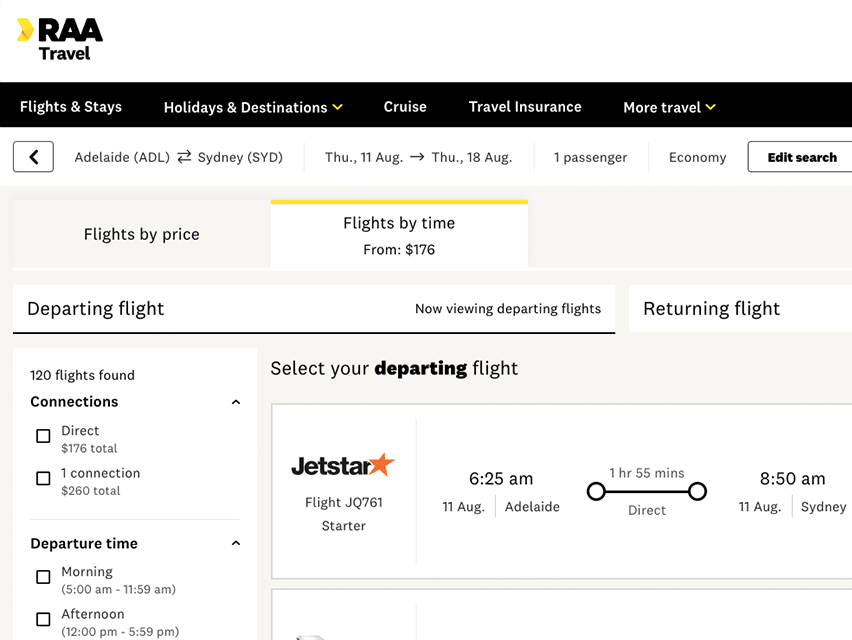 RAA
Travel
Flights & Stays Holidays & Destinations Cruise Travel Insurance More travel
Adelaide (ADL) ⇄ Sydney (SYD) Thu., 11 Aug. → Thu., 18 Aug. 1 passenger Economy Edit search
Flights by price
Flights by time
From: $176
Departing flight Now viewing departing flights Returning flight
120 flights found
Connections
Direct
$176 total
1 connection
$260 total
Departure time
Morning
(5:00 am - 11:59 am)
Afternoon
(12:00 pm - 5:59 pm)
Select your departing flight
Jetstar
Flight JQ761
Starter
6:25 am
11 Aug. Adelaide
1 hr 55 mins
Direct
8:50 am
11 Aug. Sydney